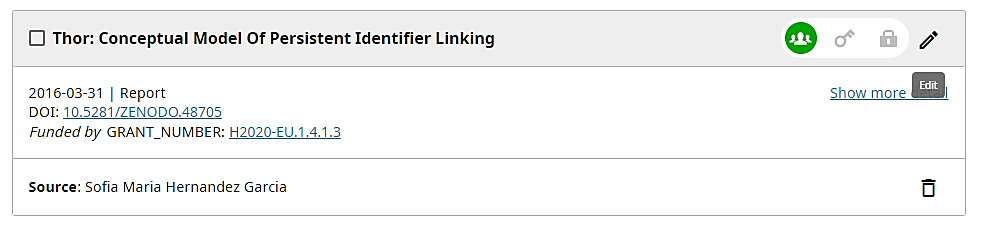 Thor: Conceptual Model Of Persistent Identifier Linking
Edit
2016-03-31 | Report
Show more detail
DOI: 10.5281/ZENODO.48705
Funded by GRANT_NUMBER: H2020-EU.1.4.1.3
Source: Sofia Maria Hernandez Garcia